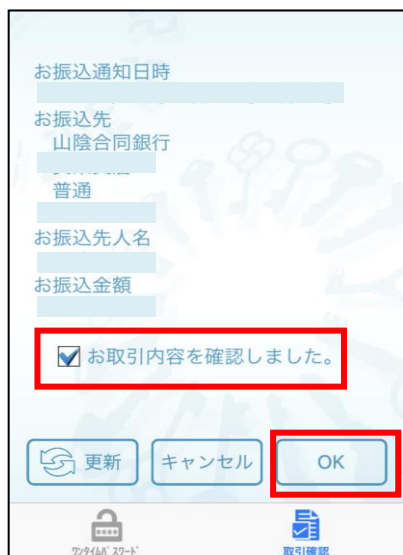 お振込通知日時
お振込先
山陰合同銀行
普通
お振込先人名
お振込金額
お取引内容を確認しました。
更新
キャンセル
OK
ワンタイムパスワード
取引確認